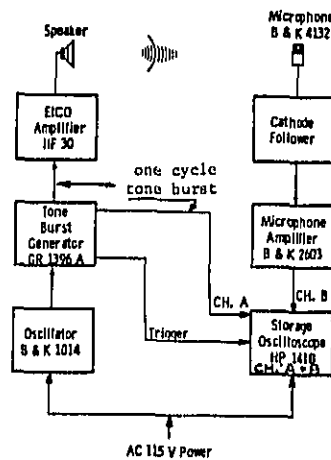 Speaker
Microphone
B & K 4132
EICO
Amplifier
HF 30
Cathode
Follower
one cycle
tone burst
Tone
Burst
Generator
GR 1396 A
Microphone
Amplifier
B & K 2603
CH. A
CH. B
Trigger
Oscillator
B & K 1014
Storage
Oscilloscope
HP 1410
CH. A + B
AC 115 V Power